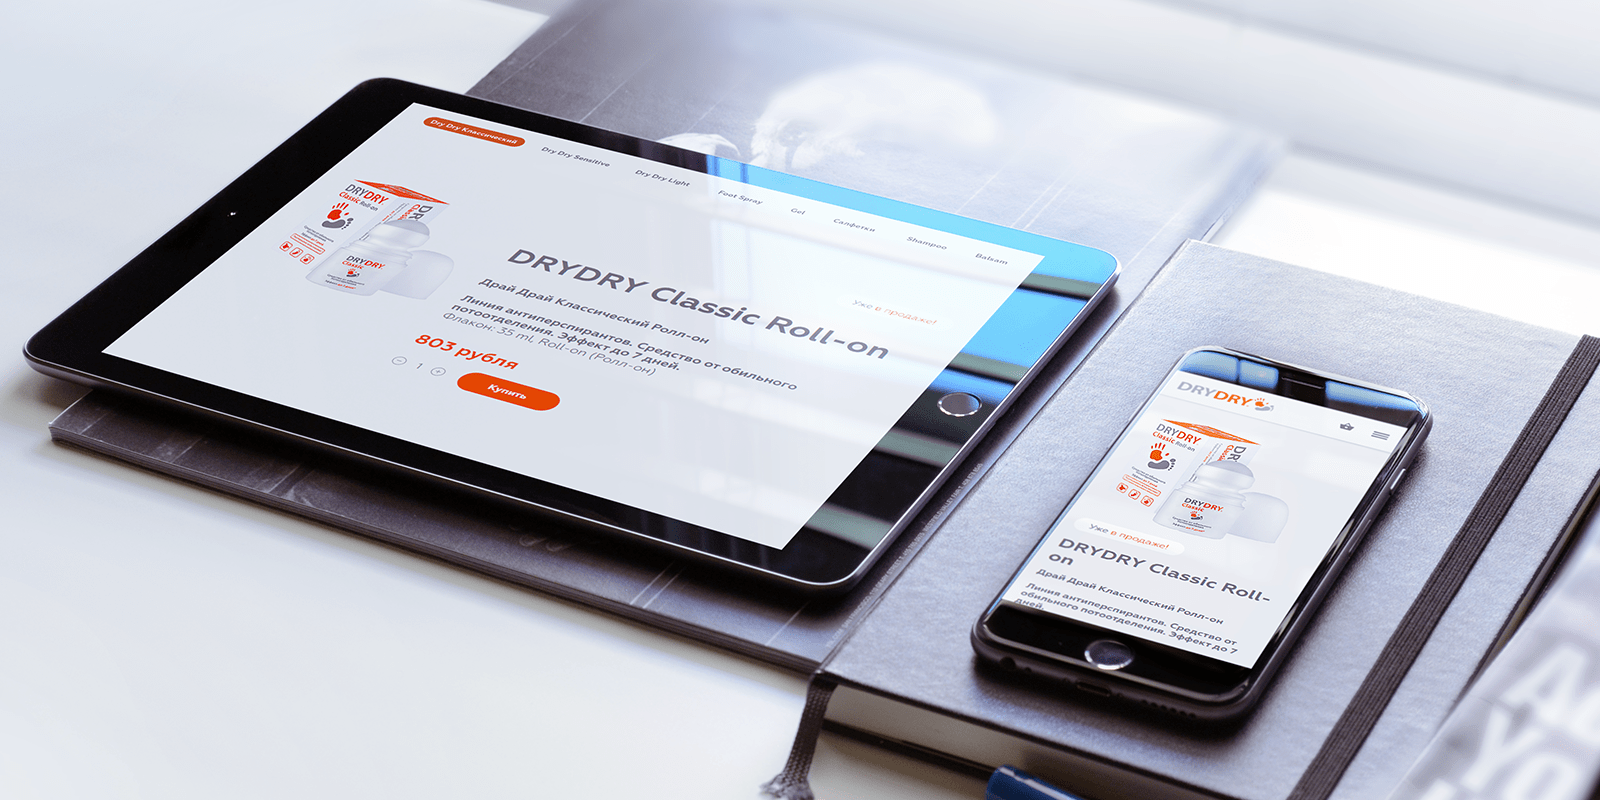 Dry Dry Классический
Dry Dry Sensitive
Dry Dry Light
Foot Spray
Gel
Салфетки
Shampoo
Balsam
DRYDRY
Classic Roll-on
DRYDRY
Classic
DRYDRY Classic Roll-on
Уже в продаже!
Драй Драй Классический Ролл-он
Линия антиперспирантов. Средство от обильного
потоотделения. Эффект до 7 дней.
Флакон: 35 ml, Roll-on (Ролл-он)
803 рубля
1
Купить
DRYDRY
DRYDRY
Classic Roll-on
DRYDRY
Classic
Уже в продаже!
DRYDRY Classic Roll-
on
Драй Драй Классический Ролл-он
Линия антиперспирантов. Средство от
обильного потоотделения. Эффект до 7
дней.
YO